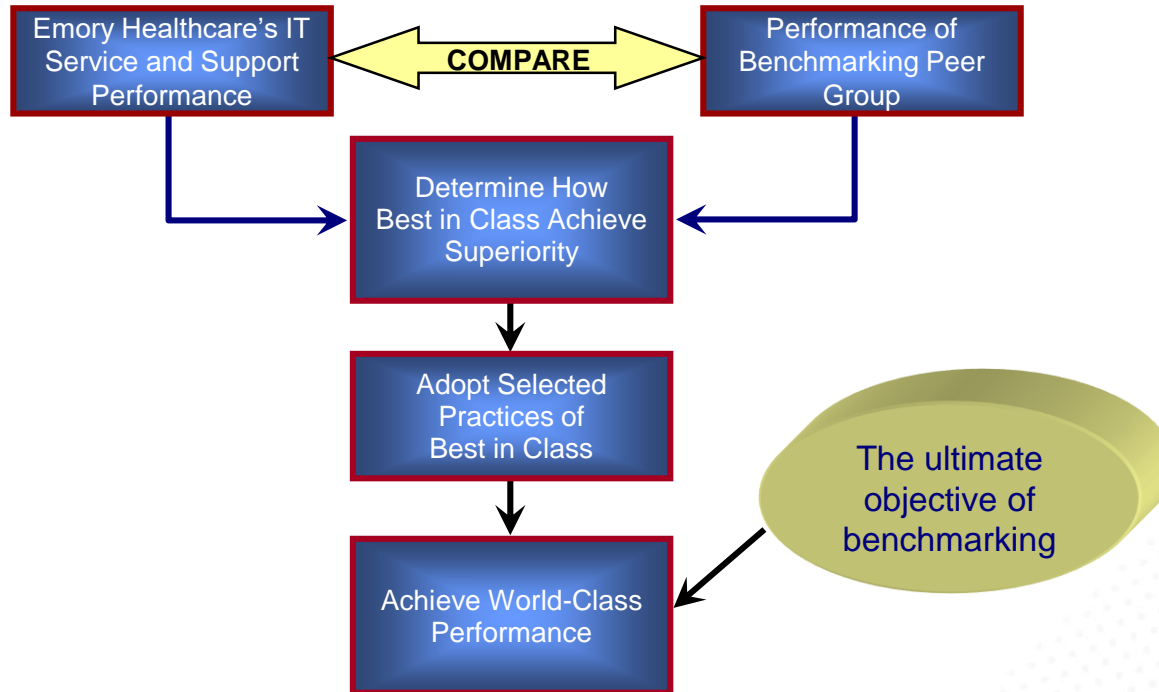 Emory Healthcare’s IT
Service and Support
Performance
COMPARE
Performance of
Benchmarking Peer
Group
Determine How
Best in Class Achieve
Superiority
Adopt Selected
Practices of
Best in Class
The ultimate
objective of
benchmarking
Achieve World-Class
Performance